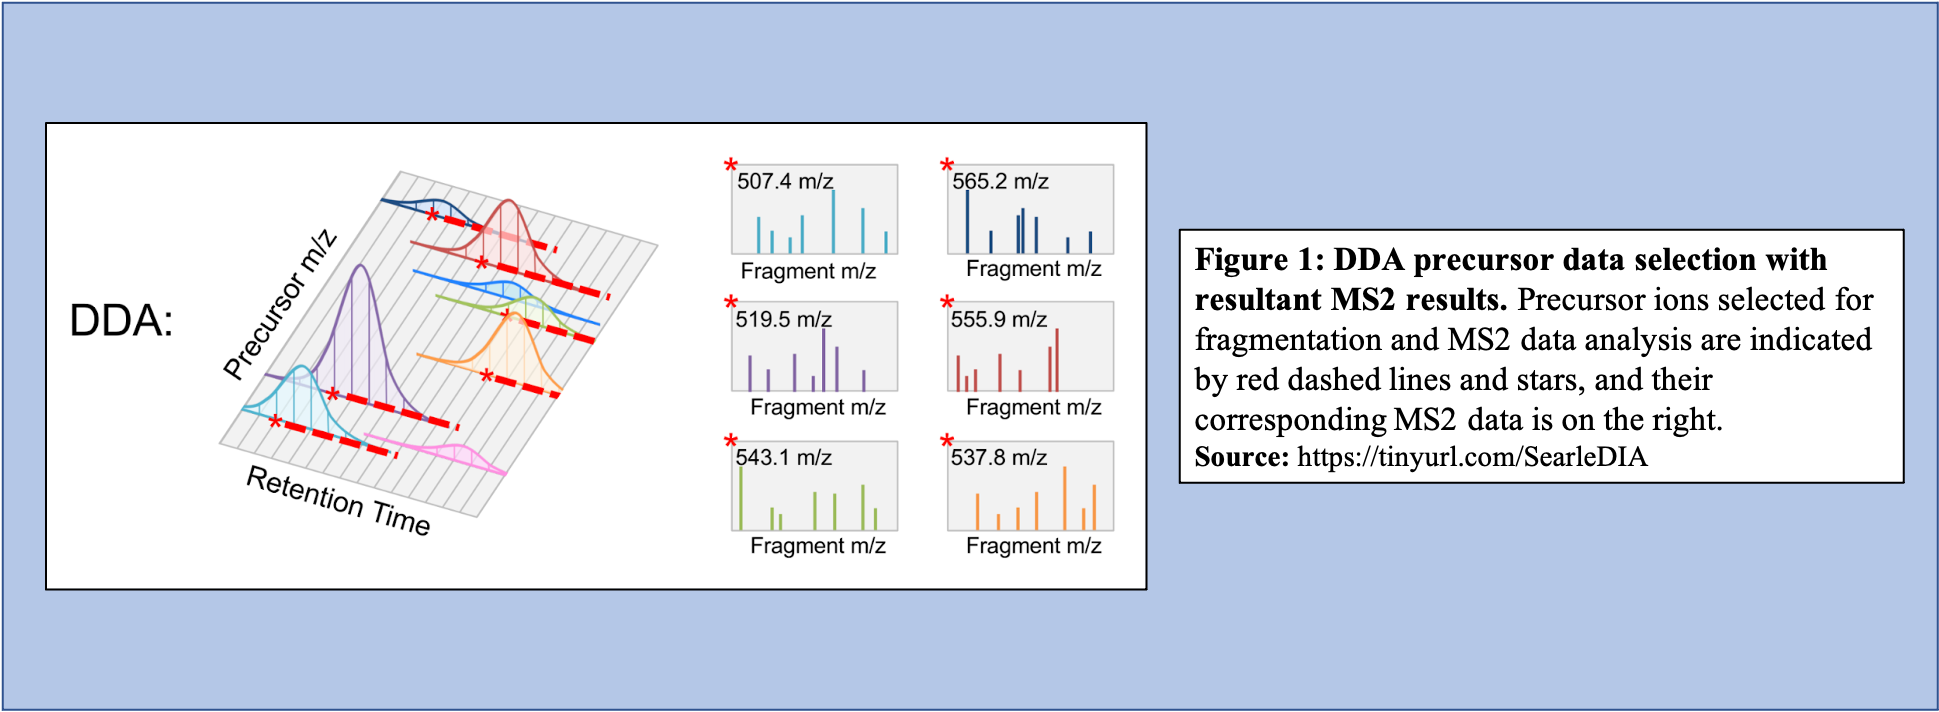 DDA:
Precursor m/z
Retention Time
*
*
*
*
*
*
* 507.4 m/z
Fragment m/z
* 565.2 m/z
Fragment m/z
* 519.5 m/z
Fragment m/z
* 555.9 m/z
Fragment m/z
* 543.1 m/z
Fragment m/z
* 537.8 m/z
Fragment m/z
Figure 1: DDA precursor data selection with
resultant MS2 results. Precursor ions selected for
fragmentation and MS2 data analysis are indicated
by red dashed lines and stars, and their
corresponding MS2 data is on the right.
Source: https://tinyurl.com/SearleDIA